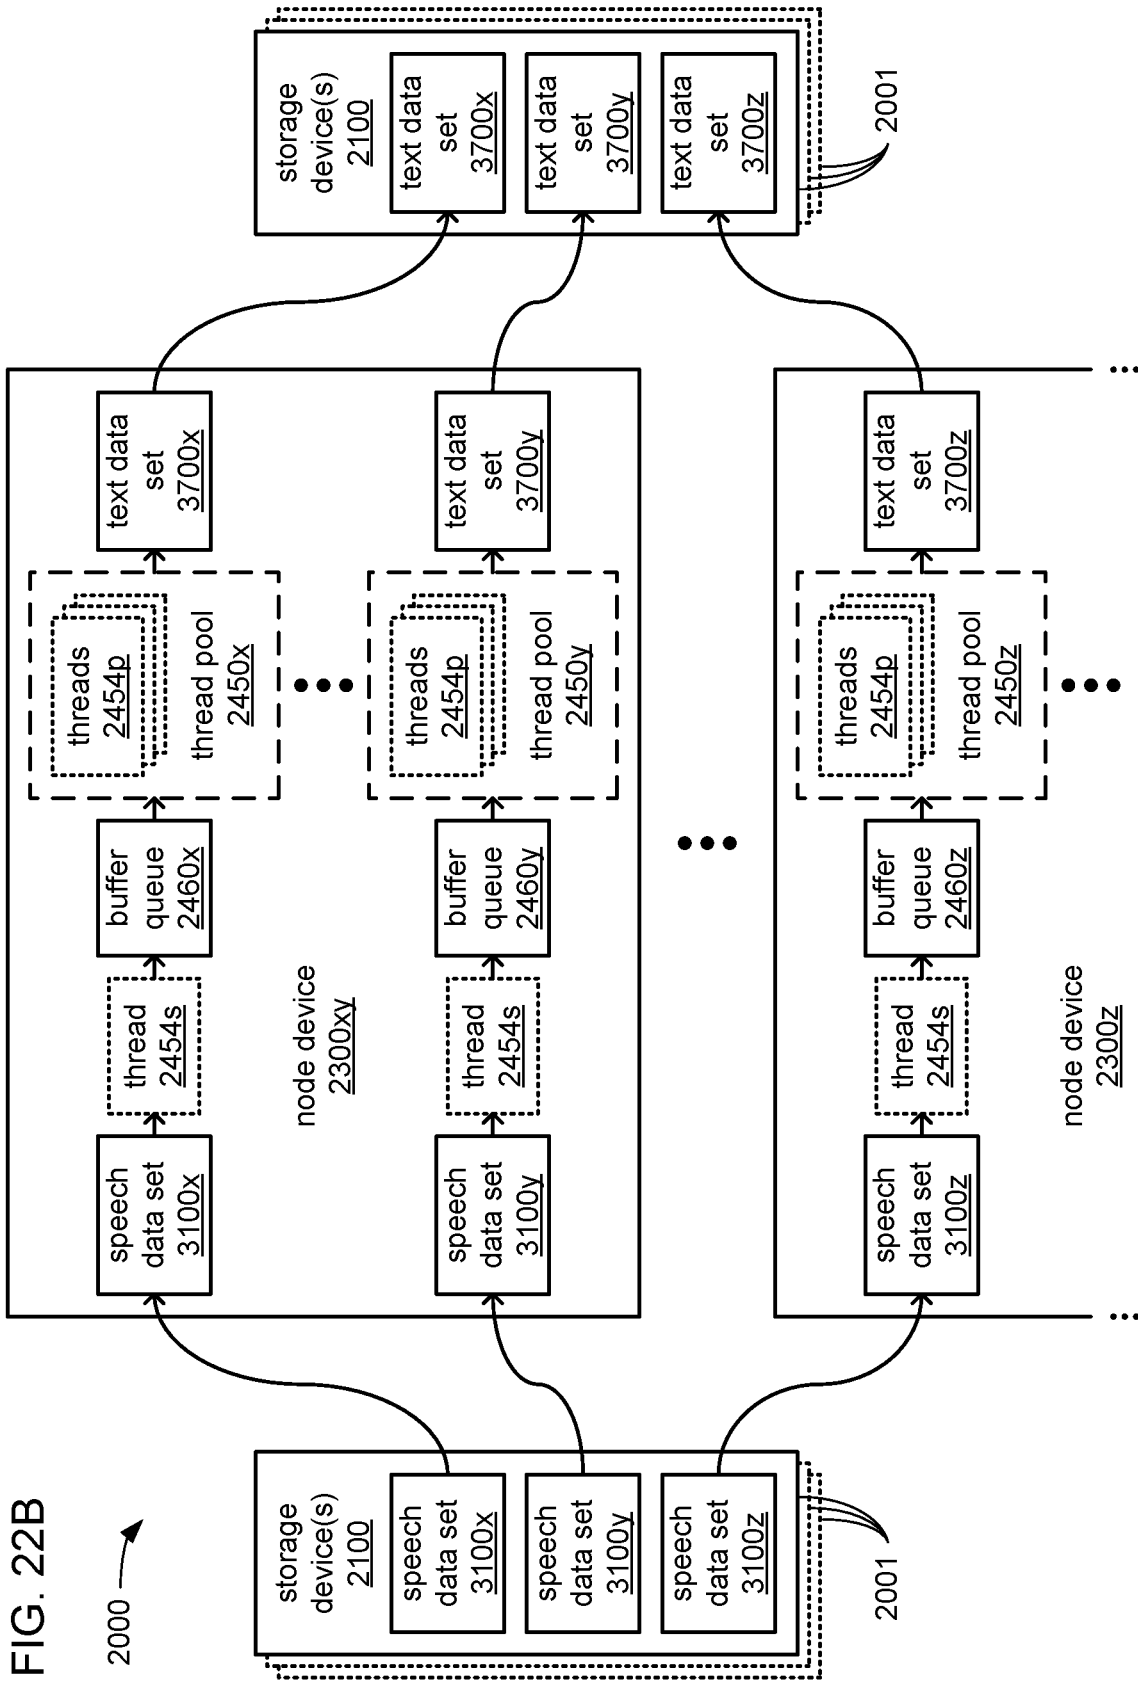 FIG. 22B
2000
storage
device(s)
2100
speech
data set
3100x
speech
data set
3100y
speech
data set
3100z
2001
speech
data set
3100x
thread
2454s
buffer
queue
2460x
threads
2454p
thread pool
2450x
text data
set
3700x
node device
2300xy
speech
data set
3100y
thread
2454s
buffer
queue
2460y
threads
2454p
thread pool
2450y
text data
set
3700y
speech
data set
3100z
thread
2454s
buffer
queue
2460z
threads
2454p
thread pool
2450z
text data
set
3700z
node device
2300z
storage
device(s)
2100
text data
set
3700x
text data
set
3700y
text data
set
3700z
2001